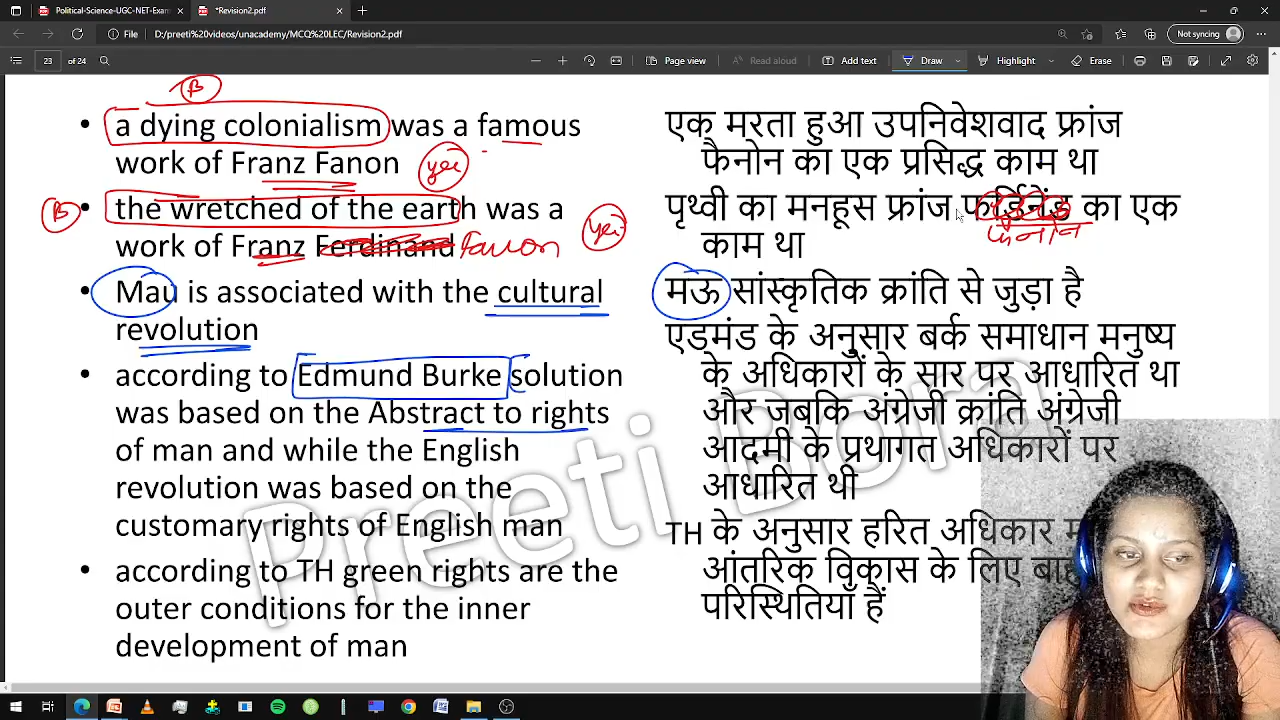 Political-Science-UGC-NET-Exam
*Revision2.pdf
File
D:/preeti%20videos/unacademy/MCQ%20LEC/Revision2.pdf
Not syncing
23 of 24
Page view
Read aloud
Add text
Draw
Highlight
Erase
B
• a dying colonialism was a famous
work of Franz Fanon
yes
B
• the wretched of the earth was a
work of Franz Ferdinand Fanon
yes
• Mau is associated with the cultural
revolution
• according to Edmund Burke solution
was based on the Abstract to rights
of man and while the English
revolution was based on the
customary rights of English man
• according to TH green rights are the
outer conditions for the inner
development of man
एक मरता हुआ उपनिवेशवाद फ्रांज
फैनोन का एक प्रसिद्ध काम था
पृथ्वी का मनहूस फ्रांज फर्डिनेंड का एक
फेनोन
काम था
मऊ सांस्कृतिक क्रांति से जुड़ा है
एडमंड के अनुसार बर्क समाधान मनुष्य
के अधिकारों के सार पर आधारित था
और जबकि अंग्रेजी क्रांति अंग्रेजी
आदमी के प्रथागत अधिकारों पर
आधारित थी
TH के अनुसार हरित अधिकार
आंतरिक विकास के लिए
परिस्थितियाँ हैं
Preeti Bora